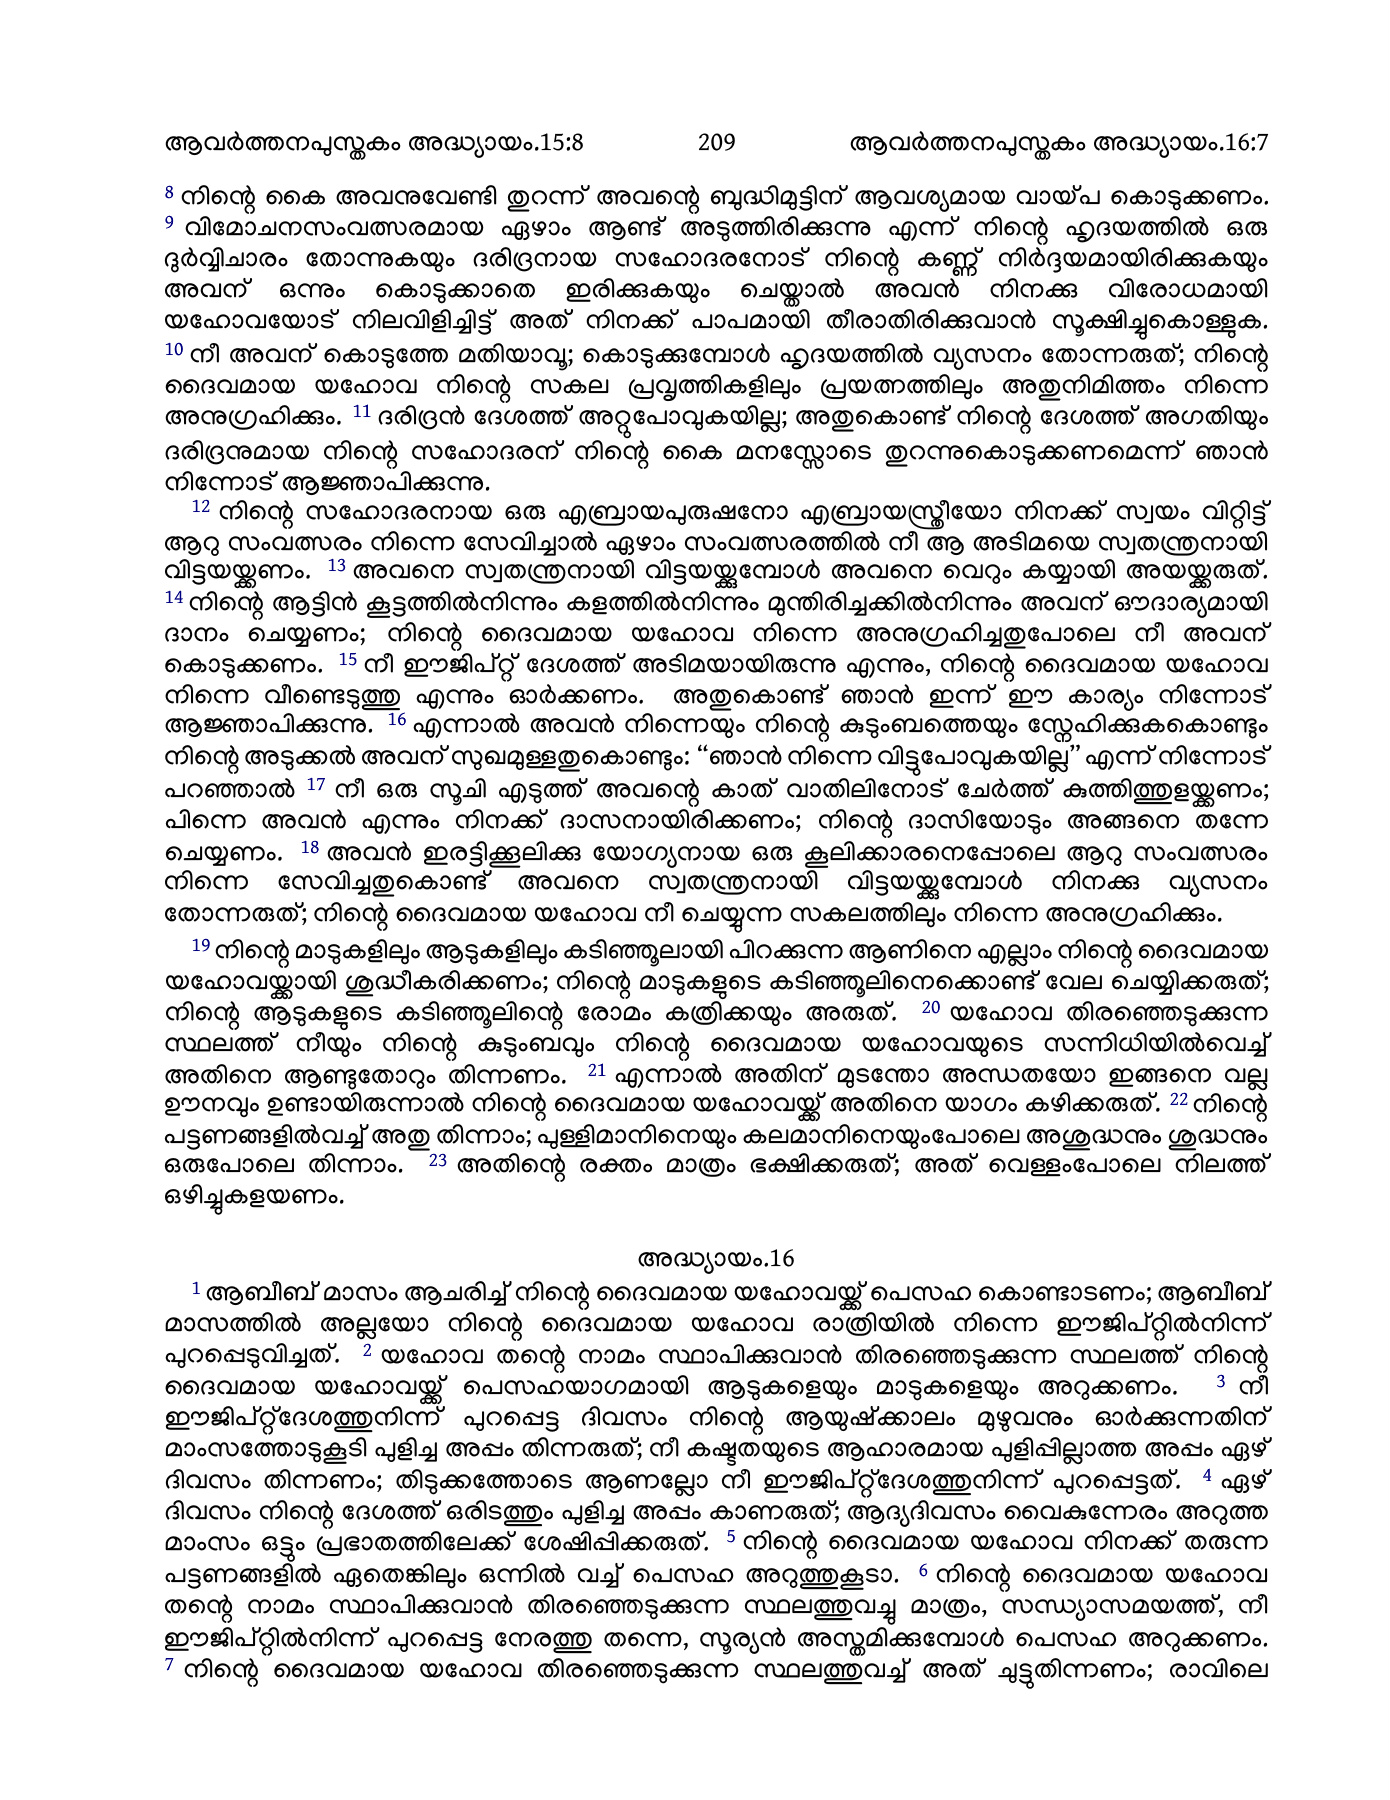 ആവർത്തനപുസ്തകം അദ്ധ്യായം.15:8 209 ആവർത്തനപുസ്തകം അദ്ധ്യായം.16:7
8 നിന്റെ കൈ അവനുവേണ്ടി തുറന്ന് അവന്റെ ബുദ്ധിമുട്ടിന് ആവശ്യമായ വായ്പ കൊടുക്കണം.
9 വിമോചനസംവത്സരമായ ഏഴാം ആണ്ട് അടുത്തിരിക്കുന്നു എന്ന് നിന്റെ ഹൃദയത്തിൽ ഒരു
ദുർവ്വിചാരം തോന്നുകയും ദരിദ്രനായ സഹോദരനോട് നിന്റെ കണ്ണ് നിർദ്ദയമായിരിക്കുകയും
അവന് ഒന്നും കൊടുക്കാതെ ഇരിക്കുകയും ചെയ്താൽ അവൻ നിനക്കു വിരോധമായി
യഹോവയോട് നിലവിളിച്ചിട്ട് അത് നിനക്ക് പാപമായി തീരാതിരിക്കുവാൻ സൂക്ഷിച്ചുകൊള്ളുക.
10 നീ അവന് കൊടുത്തേ മതിയാവൂ; കൊടുക്കുമ്പോൾ ഹൃദയത്തിൽ വ്യസനം തോന്നരുത്; നിന്റെ
ദൈവമായ യഹോവ നിന്റെ സകല പ്രവൃത്തികളിലും പ്രയത്നത്തിലും അതുനിമിത്തം നിന്നെ
അനുഗ്രഹിക്കും. 11 ദരിദ്രൻ ദേശത്ത് അറ്റുപോവുകയില്ല; അതുകൊണ്ട് നിന്റെ ദേശത്ത് അഗതിയും
ദരിദ്രനുമായ നിന്റെ സഹോദരന് നിന്റെ കൈ മനസ്സോടെ തുറന്നുകൊടുക്കണമെന്ന് ഞാൻ
നിന്നോട് ആജ്ഞാപിക്കുന്നു.
12 നിന്റെ സഹോദരനായ ഒരു എബ്രായപുരുഷനോ എബ്രായസ്ത്രീയോ നിനക്ക് സ്വയം വിറ്റിട്ട്
ആറു സംവത്സരം നിന്നെ സേവിച്ചാൽ ഏഴാം സംവത്സരത്തിൽ നീ ആ അടിമയെ സ്വതന്ത്രനായി
വിട്ടയയ്ക്കണം. 13 അവനെ സ്വതന്ത്രനായി വിട്ടയയ്ക്കുമ്പോൾ അവനെ വെറും കയ്യായി അയയ്ക്കരുത്.
14 നിന്റെ ആട്ടിൻ കൂട്ടത്തിൽനിന്നും കളത്തിൽനിന്നും മുന്തിരിച്ചക്കിൽനിന്നും അവന് ഔദാര്യമായി
ദാനം ചെയ്യണം; നിന്റെ ദൈവമായ യഹോവ നിന്നെ അനുഗ്രഹിച്ചതുപോലെ നീ അവന്
കൊടുക്കണം. 15 നീ ഈജിപ്റ്റ് ദേശത്ത് അടിമയായിരുന്നു എന്നും, നിന്റെ ദൈവമായ യഹോവ
നിന്നെ വീണ്ടെടുത്തു എന്നും ഓർക്കണം. അതുകൊണ്ട് ഞാൻ ഇന്ന് ഈ കാര്യം നിന്നോട്
ആജ്ഞാപിക്കുന്നു. 16 എന്നാൽ അവൻ നിന്നെയും നിന്റെ കുടുംബത്തെയും സ്നേഹിക്കുകകൊണ്ടും
നിന്റെ അടുക്കൽ അവന് സുഖമുള്ളതുകൊണ്ടും: “ഞാൻ നിന്നെ വിട്ടുപോവുകയില്ല” എന്ന് നിന്നോട്
പറഞ്ഞാൽ 17 നീ ഒരു സൂചി എടുത്ത് അവന്റെ കാത് വാതിലിനോട് ചേർത്ത് കുത്തിത്തുളയ്ക്കണം;
പിന്നെ അവൻ എന്നും നിനക്ക് ദാസനായിരിക്കണം; നിന്റെ ദാസിയോടും അങ്ങനെ തന്നേ
ചെയ്യണം. 18 അവൻ ഇരട്ടിക്കൂലിക്കു യോഗ്യനായ ഒരു കൂലിക്കാരനെപ്പോലെ ആറു സംവത്സരം
നിന്നെ സേവിച്ചതുകൊണ്ട് അവനെ സ്വതന്ത്രനായി വിട്ടയയ്ക്കുമ്പോൾ നിനക്കു വ്യസനം
തോന്നരുത്; നിന്റെ ദൈവമായ യഹോവ നീ ചെയ്യുന്ന സകലത്തിലും നിന്നെ അനുഗ്രഹിക്കും.
19 നിന്റെ മാടുകളിലും ആടുകളിലും കടിഞ്ഞൂലായി പിറക്കുന്ന ആണിനെ എല്ലാം നിന്റെ ദൈവമായ
യഹോവയ്ക്കായി ശുദ്ധീകരിക്കണം; നിന്റെ മാടുകളുടെ കടിഞ്ഞൂലിനെക്കൊണ്ട് വേല ചെയ്യിക്കരുത്;
നിന്റെ ആടുകളുടെ കടിഞ്ഞൂലിന്റെ രോമം കത്രിക്കയും അരുത്. 20 യഹോവ തിരഞ്ഞെടുക്കുന്ന
സ്ഥലത്ത് നീയും നിന്റെ കുടുംബവും നിന്റെ ദൈവമായ യഹോവയുടെ സന്നിധിയിൽവെച്ച്
അതിനെ ആണ്ടുതോറും തിന്നണം. 21 എന്നാൽ അതിന് മുടന്തോ അന്ധതയോ ഇങ്ങനെ വല്ല
ഊനവും ഉണ്ടായിരുന്നാൽ നിന്റെ ദൈവമായ യഹോവയ്ക്ക് അതിനെ യാഗം കഴിക്കരുത്. 22 നിന്റെ
പട്ടണങ്ങളിൽവച്ച് അതു തിന്നാം; പുള്ളിമാനിനെയും കലമാനിനെയുംപോലെ അശുദ്ധനും ശുദ്ധനും
ഒരുപോലെ തിന്നാം. 23 അതിന്റെ രക്തം മാത്രം ഭക്ഷിക്കരുത്; അത് വെള്ളംപോലെ നിലത്ത്
ഒഴിച്ചുകളയണം.
അദ്ധ്യായം.16
1 ആബീബ് മാസം ആചരിച്ച് നിന്റെ ദൈവമായ യഹോവയ്ക്ക് പെസഹ കൊണ്ടാടണം; ആബീബ്
മാസത്തിൽ അല്ലയോ നിന്റെ ദൈവമായ യഹോവ രാത്രിയിൽ നിന്നെ ഈജിപ്റ്റിൽനിന്ന്
പുറപ്പെടുവിച്ചത്. 2 യഹോവ തന്റെ നാമം സ്ഥാപിക്കുവാൻ തിരഞ്ഞെടുക്കുന്ന സ്ഥലത്ത് നിന്റെ
ദൈവമായ യഹോവയ്ക്ക് പെസഹയാഗമായി ആടുകളെയും മാടുകളെയും അറുക്കണം. 3 നീ
ഈജിപ്റ്റ്ദേശത്തുനിന്ന് പുറപ്പെട്ട ദിവസം നിന്റെ ആയുഷ്ക്കാലം മുഴുവനും ഓർക്കുന്നതിന്
മാംസത്തോടുകൂടി പുളിച്ച അപ്പം തിന്നരുത്; നീ കഷ്ടതയുടെ ആഹാരമായ പുളിപ്പില്ലാത്ത അപ്പം ഏഴ്
ദിവസം തിന്നണം; തിടുക്കത്തോടെ ആണല്ലോ നീ ഈജിപ്റ്റ്ദേശത്തുനിന്ന് പുറപ്പെട്ടത്. 4 ഏഴ്
ദിവസം നിന്റെ ദേശത്ത് ഒരിടത്തും പുളിച്ച അപ്പം കാണരുത്; ആദ്യദിവസം വൈകുന്നേരം അറുത്ത
മാംസം ഒട്ടും പ്രഭാതത്തിലേക്ക് ശേഷിപ്പിക്കരുത്. 5 നിന്റെ ദൈവമായ യഹോവ നിനക്ക് തരുന്ന
പട്ടണങ്ങളിൽ ഏതെങ്കിലും ഒന്നിൽ വച്ച് പെസഹ അറുത്തുകൂടാ. 6 നിന്റെ ദൈവമായ യഹോവ
തന്റെ നാമം സ്ഥാപിക്കുവാൻ തിരഞ്ഞെടുക്കുന്ന സ്ഥലത്തുവച്ചു മാത്രം, സന്ധ്യാസമയത്ത്, നീ
ഈജിപ്റ്റിൽനിന്ന് പുറപ്പെട്ട നേരത്തു തന്നെ, സൂര്യൻ അസ്തമിക്കുമ്പോൾ പെസഹ അറുക്കണം.
7 നിന്റെ ദൈവമായ യഹോവ തിരഞ്ഞെടുക്കുന്ന സ്ഥലത്തുവച്ച് അത് ചുട്ടുതിന്നണം; രാവിലെ